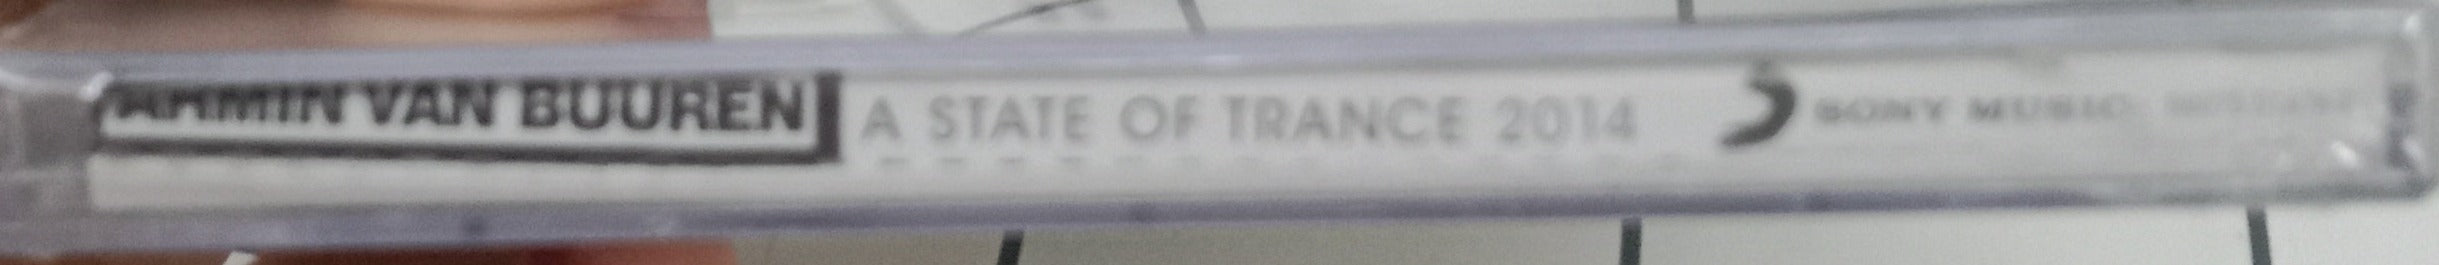 ARMIN VAN BUUREN A STATE OF TRANCE 2014 SONY MUSIC